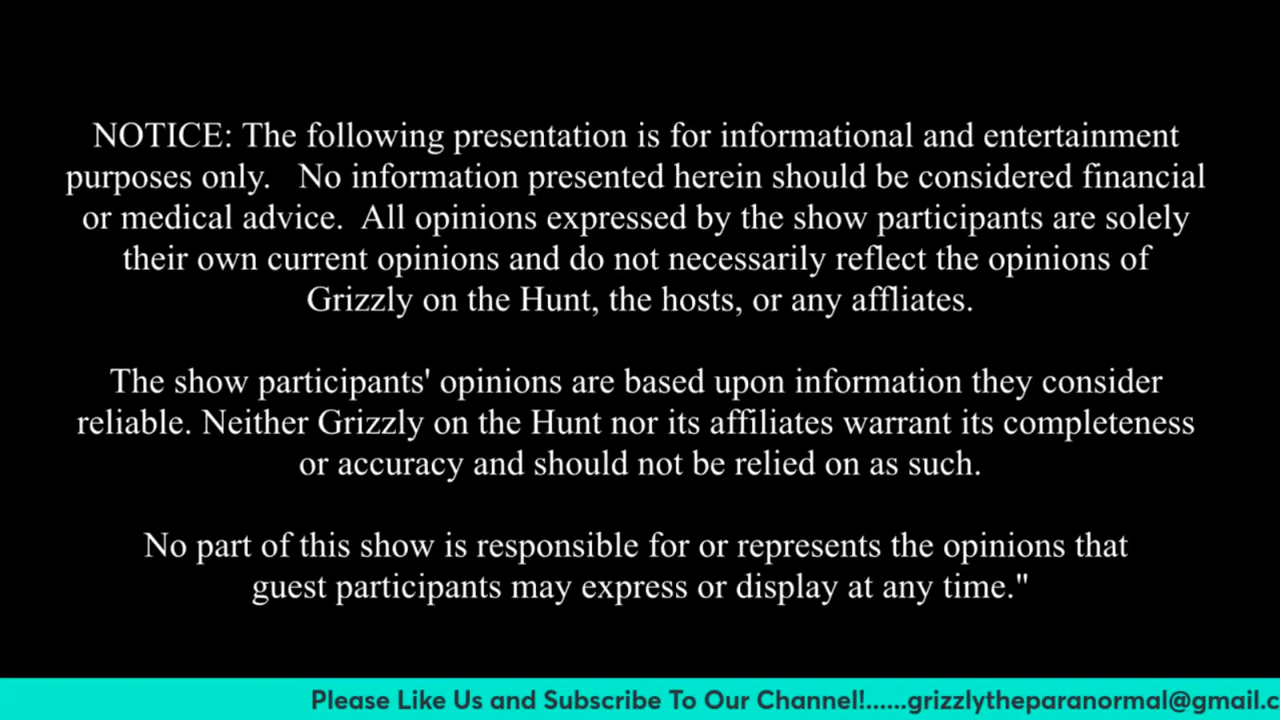 NOTICE: The following presentation is for informational and entertainment
purposes only.   No information presented herein should be considered financial
or medical advice.  All opinions expressed by the show participants are solely
their own current opinions and do not necessarily reflect the opinions of
Grizzly on the Hunt, the hosts, or any affliates.
The show participants' opinions are based upon information they consider
reliable. Neither Grizzly on the Hunt nor its affiliates warrant its completeness
or accuracy and should not be relied on as such.
No part of this show is responsible for or represents the opinions that
guest participants may express or display at any time."
Please Like Us and Subscribe To Our Channel!......grizzlytheparanormal@gmail.c